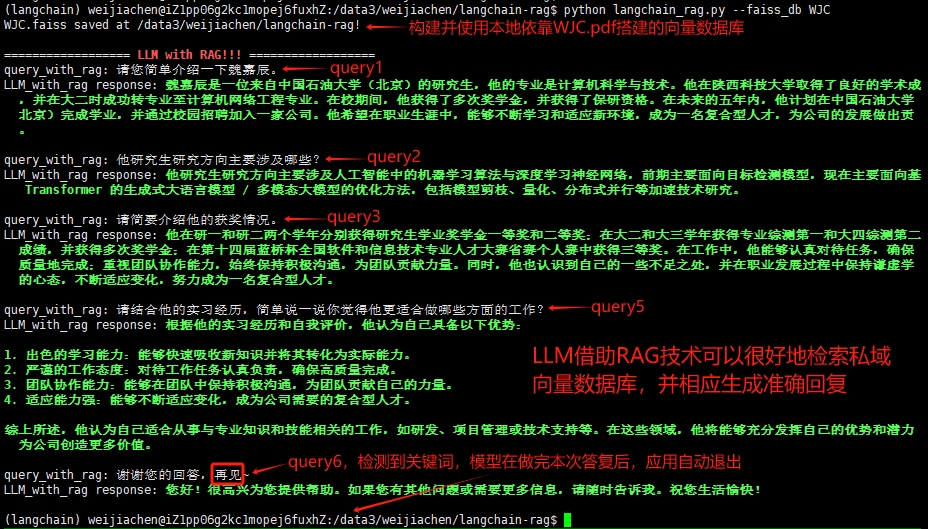 (langchain) weijiachen@iZ1pp06g2kc1mopej6fuxhZ:/data3/weijiachen/langchain-rag$ python langchain_rag.py --faiss_db WJC
WJC.faiss saved at /data3/weijiachen/langchain-rag!
构建并使用本地依靠WJC.pdf搭建的向量数据库
================= LLM with RAG!!! =================
query_with_rag: 请您简单介绍一下魏嘉辰。
query1
LLM_with_rag response: 魏嘉辰是一位来自中国石油大学（北京）的研究生，他的专业是计算机科学与技术。他在陕西科技大学取得了良好的学术成
，并在大二时成功转专业至计算机网络工程专业。在校期间，他获得了多次奖学金，并获得了保研资格。在未来的五年内，他计划在中国石油大学
北京）完成学业，并通过校园招聘加入一家公司。他希望在职业生涯中，能够不断学习和适应新环境，成为一名复合型人才，为公司的发展做出贡
。
query_with_rag: 他研究生研究方向主要涉及哪些？
query2
LLM_with_rag response: 他研究生研究方向主要涉及人工智能中的机器学习算法与深度学习神经网络，前期主要面向目标检测模型，现在主要面向基
Transformer 的生成式大语言模型 / 多模态大模型的优化方法，包括模型剪枝、量化、分布式并行等加速技术研究。
query_with_rag: 请简要介绍他的获奖情况。
query3
LLM_with_rag response: 他在研一和研二两个学年分别获得研究生学业奖学金一等奖和二等奖；在大二和大三学年获得专业综测第一和大四综测第二
成绩，并获得多次奖学金；在第十四届蓝桥杯全国软件和信息技术专业人才大赛省赛个人赛中获得三等奖。在工作中，他能够认真对待任务，确保
质量地完成；重视团队协作能力，始终保持积极沟通，为团队贡献力量。同时，他也认识到自己的一些不足之处，并在职业发展过程中保持谦虚学
的心态，不断适应变化，努力成为一名复合型人才。
query_with_rag: 请结合他的实习经历，简单说一说你觉得他更适合做哪些方面的工作？
query5
LLM_with_rag response: 根据他的实习经历和自我评价，他认为自己具备以下优势：
1. 出色的学习能力：能够快速吸收新知识并将其转化为实际能力。
2. 严谨的工作态度：对待工作任务认真负责，确保高质量完成。
3. 团队协作能力：能够在团队中保持积极沟通，为团队贡献自己的力量。
4. 适应能力强：能够不断适应变化，成为公司需要的复合型人才。
LLM借助RAG技术可以很好地检索私域
向量数据库，并相应生成准确回复
综上所述，他认为自己适合从事与专业知识和技能相关的工作，如研发、项目管理或技术支持等。在这些领域，他将能够充分发挥自己的优势和潜力
为公司创造更多价值。
query_with_rag: 谢谢您的回答，再见~
query6，检测到关键词，模型在做完本次答复后，应用自动退出
LLM_with_rag response: 您好！很高兴为您提供帮助。如果您有其他问题或需要更多信息，请随时告诉我。祝您生活愉快！
(langchain) weijiachen@iZ1pp06g2kc1mopej6fuxhZ:/data3/weijiachen/langchain-rag$